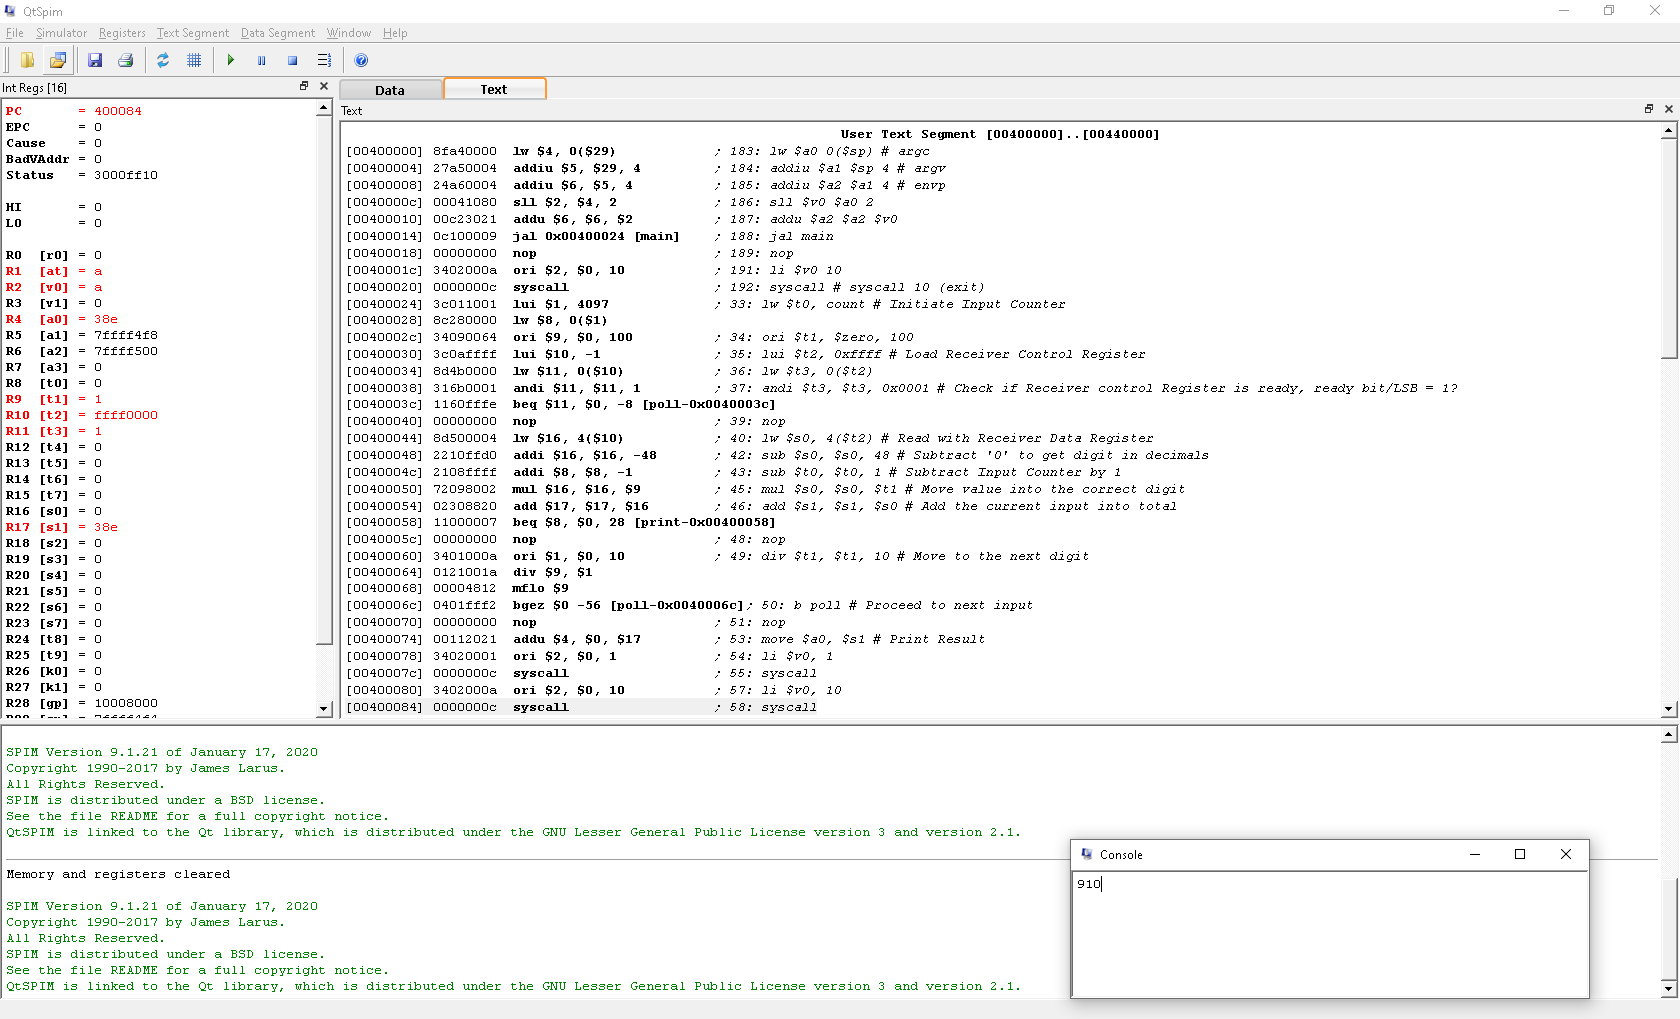 QtSpim
File Simulator Registers Text Segment Data Segment Window Help
Int Regs [16]
PC = 400084
EPC = 0
Cause = 0
BadVAddr = 0
Status = 3000ff10
HI = 0
LO = 0
R0 [r0] = 0
R1 [at] = a
R2 [v0] = a
R3 [v1] = 0
R4 [a0] = 38e
R5 [a1] = 7ffff4f8
R6 [a2] = 7ffff500
R7 [a3] = 0
R8 [t0] = 0
R9 [t1] = 1
R10 [t2] = ffff0000
R11 [t3] = 1
R12 [t4] = 0
R13 [t5] = 0
R14 [t6] = 0
R15 [t7] = 0
R16 [s0] = 0
R17 [s1] = 38e
R18 [s2] = 0
R19 [s3] = 0
R20 [s4] = 0
R21 [s5] = 0
R22 [s6] = 0
R23 [s7] = 0
R24 [t8] = 0
R25 [t9] = 0
R26 [k0] = 0
R27 [k1] = 0
R28 [gp] = 10008000
Data Text
Text
User Text Segment [00400000]..[00440000]
[00400000] 8fa40000 lw $4, 0($29) ; 183: lw $a0 0($sp) # argc
[00400004] 27a50004 addiu $5, $29, 4 ; 184: addiu $a1 $sp 4 # argv
[00400008] 24a60004 addiu $6, $5, 4 ; 185: addiu $a2 $a1 4 # envp
[0040000c] 00041080 sll $2, $4, 2 ; 186: sll $v0 $a0 2
[00400010] 00c23021 addu $6, $6, $2 ; 187: addu $a2 $a2 $v0
[00400014] 0c100009 jal 0x00400024 [main] ; 188: jal main
[00400018] 00000000 nop ; 189: nop
[0040001c] 3402000a ori $2, $0, 10 ; 191: li $v0 10
[00400020] 0000000c syscall ; 192: syscall # syscall 10 (exit)
[00400024] 3c011001 lui $1, 4097 ; 33: lw $t0, count # Initiate Input Counter
[00400028] 8c280000 lw $8, 0($1)
[0040002c] 34090064 ori $9, $0, 100 ; 34: ori $t1, $zero, 100
[00400030] 3c0affff lui $10, -1 ; 35: lui $t2, 0xffff # Load Receiver Control Register
[00400034] 8d4b0000 lw $11, 0($10) ; 36: lw $t3, 0($t2)
[00400038] 316b0001 andi $11, $11, 1 ; 37: andi $t3, $t3, 0x0001 # Check if Receiver control Register is ready, ready bit/LSB = 1?
[0040003c] 1160fffe beq $11, $0, -8 [poll-0x0040003c]
[00400040] 00000000 nop ; 39: nop
[00400044] 8d500004 lw $16, 4($10) ; 40: lw $s0, 4($t2) # Read with Receiver Data Register
[00400048] 2210ffd0 addi $16, $16, -48 ; 42: sub $s0, $s0, 48 # Subtract '0' to get digit in decimals
[0040004c] 2108ffff addi $8, $8, -1 ; 43: sub $t0, $t0, 1 # Subtract Input Counter by 1
[00400050] 72098002 mul $16, $16, $9 ; 45: mul $s0, $s0, $t1 # Move value into the correct digit
[00400054] 02308820 add $17, $17, $16 ; 46: add $s1, $s1, $s0 # Add the current input into total
[00400058] 11000007 beq $8, $0, 28 [print-0x00400058]
[0040005c] 00000000 nop ; 48: nop
[00400060] 3401000a ori $1, $0, 10 ; 49: div $t1, $t1, 10 # Move to the next digit
[00400064] 0121001a div $9, $1
[00400068] 00004812 mflo $9
[0040006c] 0401fff2 bgez $0 -56 [poll-0x0040006c]; 50: b poll # Proceed to next input
[00400070] 00000000 nop ; 51: nop
[00400074] 00112021 addu $4, $0, $17 ; 53: move $a0, $s1 # Print Result
[00400078] 34020001 ori $2, $0, 1 ; 54: li $v0, 1
[0040007c] 0000000c syscall ; 55: syscall
[00400080] 3402000a ori $2, $0, 10 ; 57: li $v0, 10
[00400084] 0000000c syscall ; 58: syscall
SPIM Version 9.1.21 of January 17, 2020
Copyright 1990-2017 by James Larus.
All Rights Reserved.
SPIM is distributed under a BSD license.
See the file README for a full copyright notice.
QtSPIM is linked to the Qt library, which is distributed under the GNU Lesser General Public License version 3 and version 2.1.
Memory and registers cleared
SPIM Version 9.1.21 of January 17, 2020
Copyright 1990-2017 by James Larus.
All Rights Reserved.
SPIM is distributed under a BSD license.
See the file README for a full copyright notice.
QtSPIM is linked to the Qt library, which is distributed under the GNU Lesser General Public License version 3 and version 2.1.
Console
910